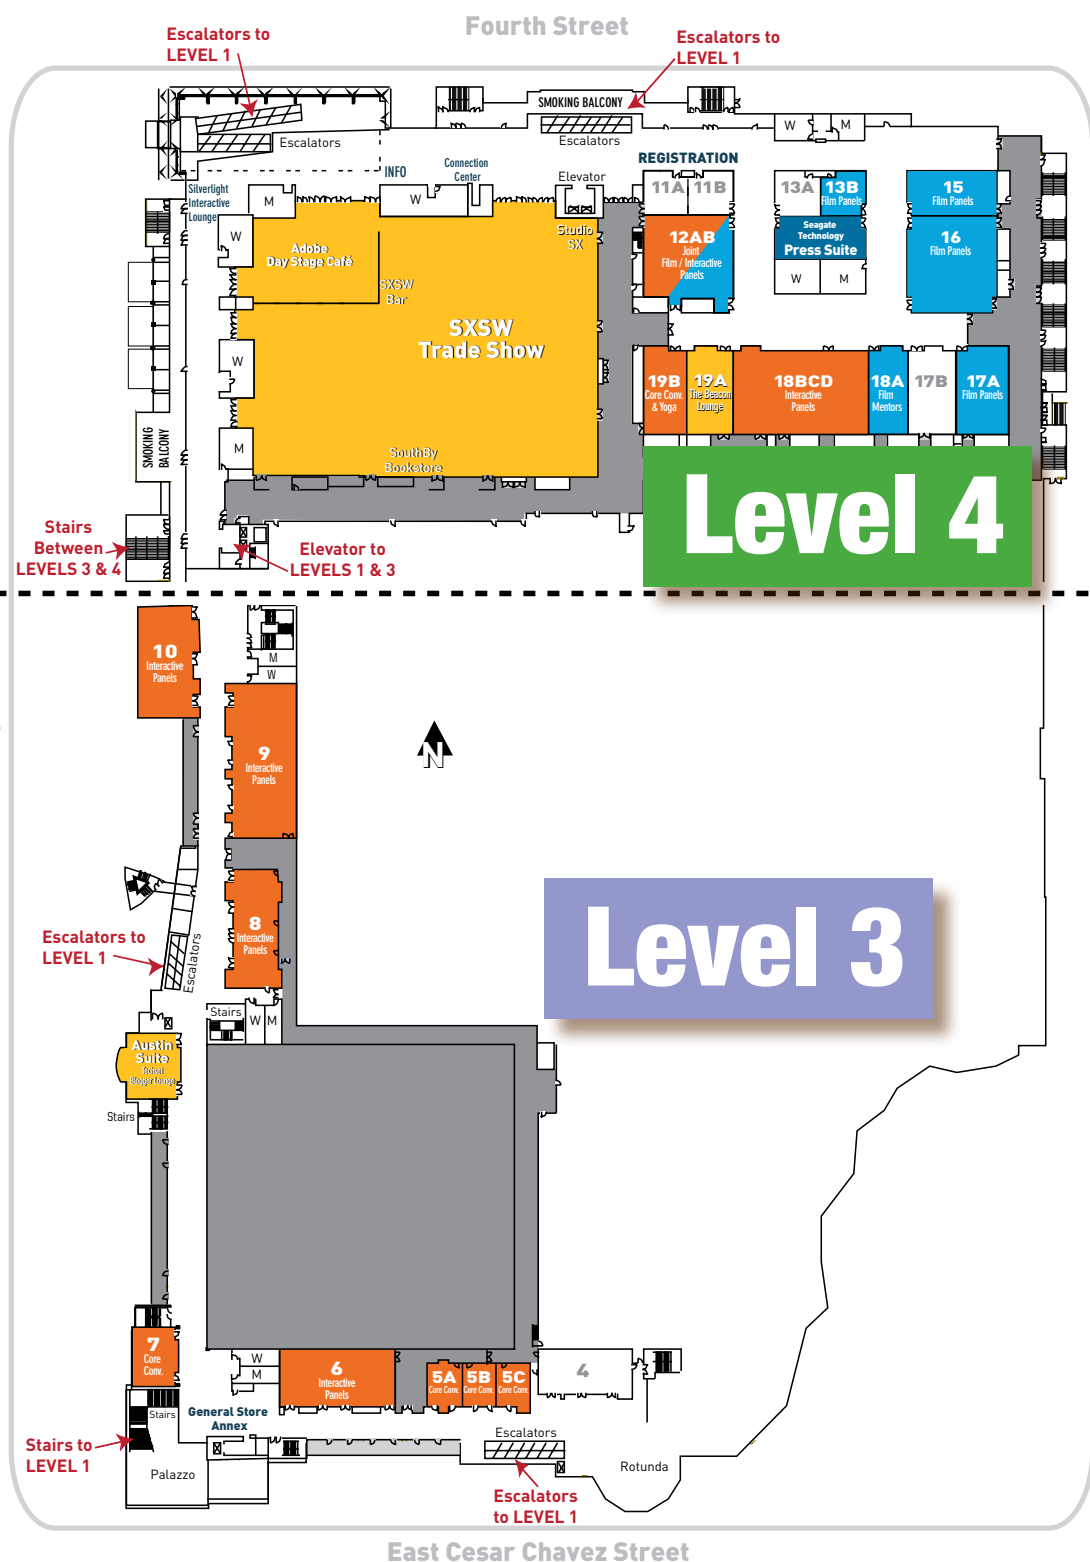 Fourth Street
Escalators to
LEVEL 1
Escalators to
LEVEL 1
SMOKING BALCONY
Escalators
Escalators
W
M
REGISTRATION
INFO
Connection
Center
Elevator
Silverlight
Interactive
Lounge
M
W
W
Studio
SX
11A
11B
13A
13B
Film Panels
15
Film Panels
Adobe
Day Stage Café
SXSW
Bar
12AB
Joint
Film / Interactive
Panels
Seagate
Technology
Press Suite
W
M
16
Film Panels
SXSW
Trade Show
W
M
SMOKING
BALCONY
SouthBy
Bookstore
19B
Core Conv.
& Yoga
19A
The Beacon
Lounge
18BCD
Interactive
Panels
18A
Film
Mentors
17B
17A
Film Panels
Level 4
Stairs
Between
LEVELS 3 & 4
Elevator to
LEVELS 1 & 3
10
Interactive
Panels
M
W
9
Interactive
Panels
N
8
Interactive
Panels
Level 3
Escalators to
LEVEL 1
Escalators
Stairs
W
M
Austin
Suite
Blogger Lounge
Stairs
7
Core
Conv.
W
M
6
Interactive
Panels
5A
Core Conv.
5B
Core Conv.
5C
Core Conv.
4
Stairs
General Store
Annex
Stairs to
LEVEL 1
Palazzo
Escalators
Rotunda
Escalators
to LEVEL 1
East Cesar Chavez Street